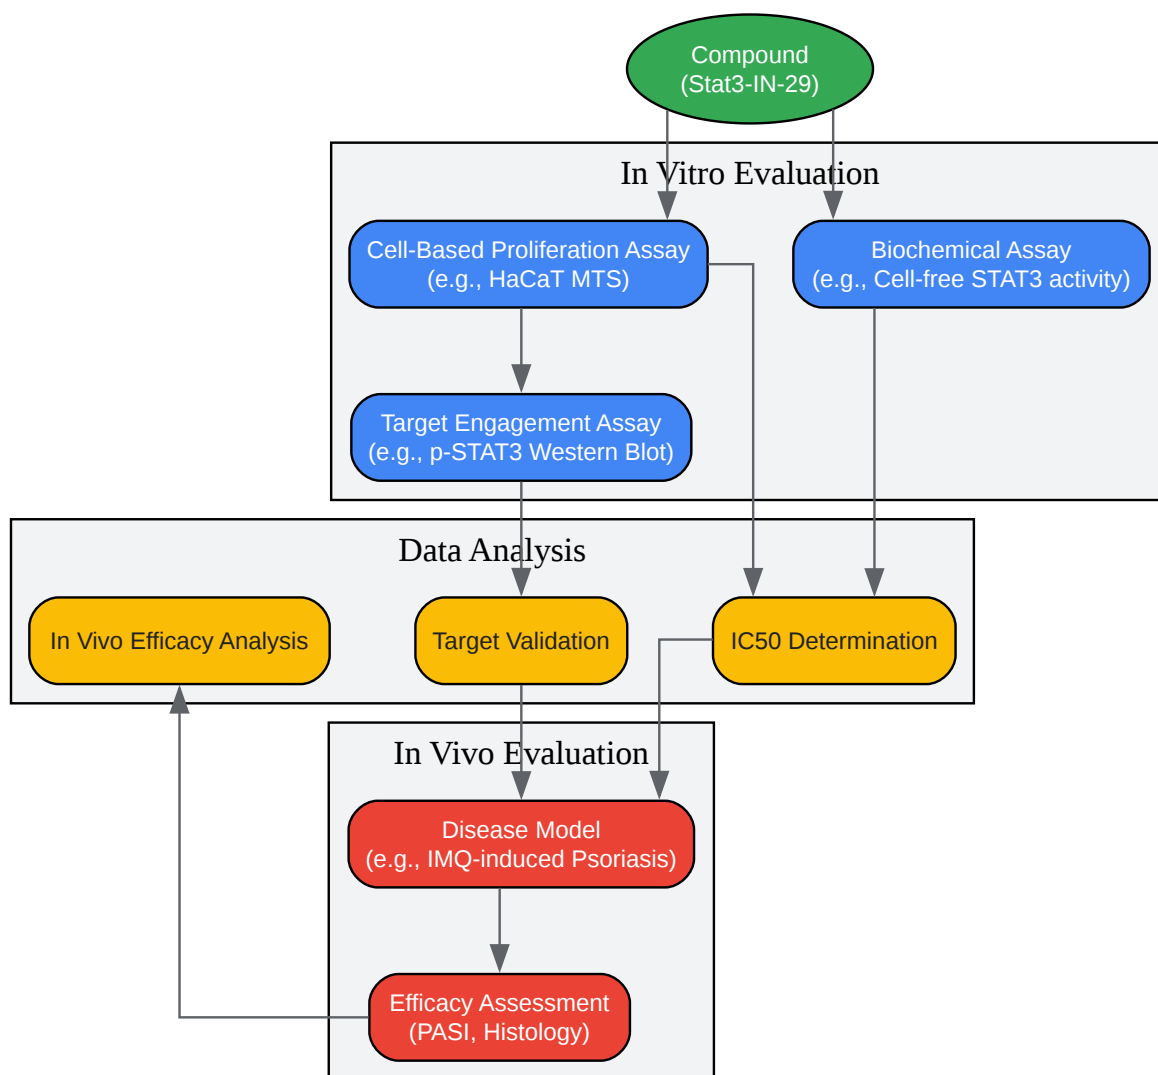 Compound
(Stat3-IN-29)
In Vitro Evaluation
Cell-Based Proliferation Assay
(e.g., HaCaT MTS)
Biochemical Assay
(e.g., Cell-free STAT3 activity)
Target Engagement Assay
(e.g., p-STAT3 Western Blot)
Data Analysis
In Vivo Efficacy Analysis
Target Validation
IC50 Determination
In Vivo Evaluation
Disease Model
(e.g., IMQ-induced Psoriasis)
Efficacy Assessment
(PASI, Histology)